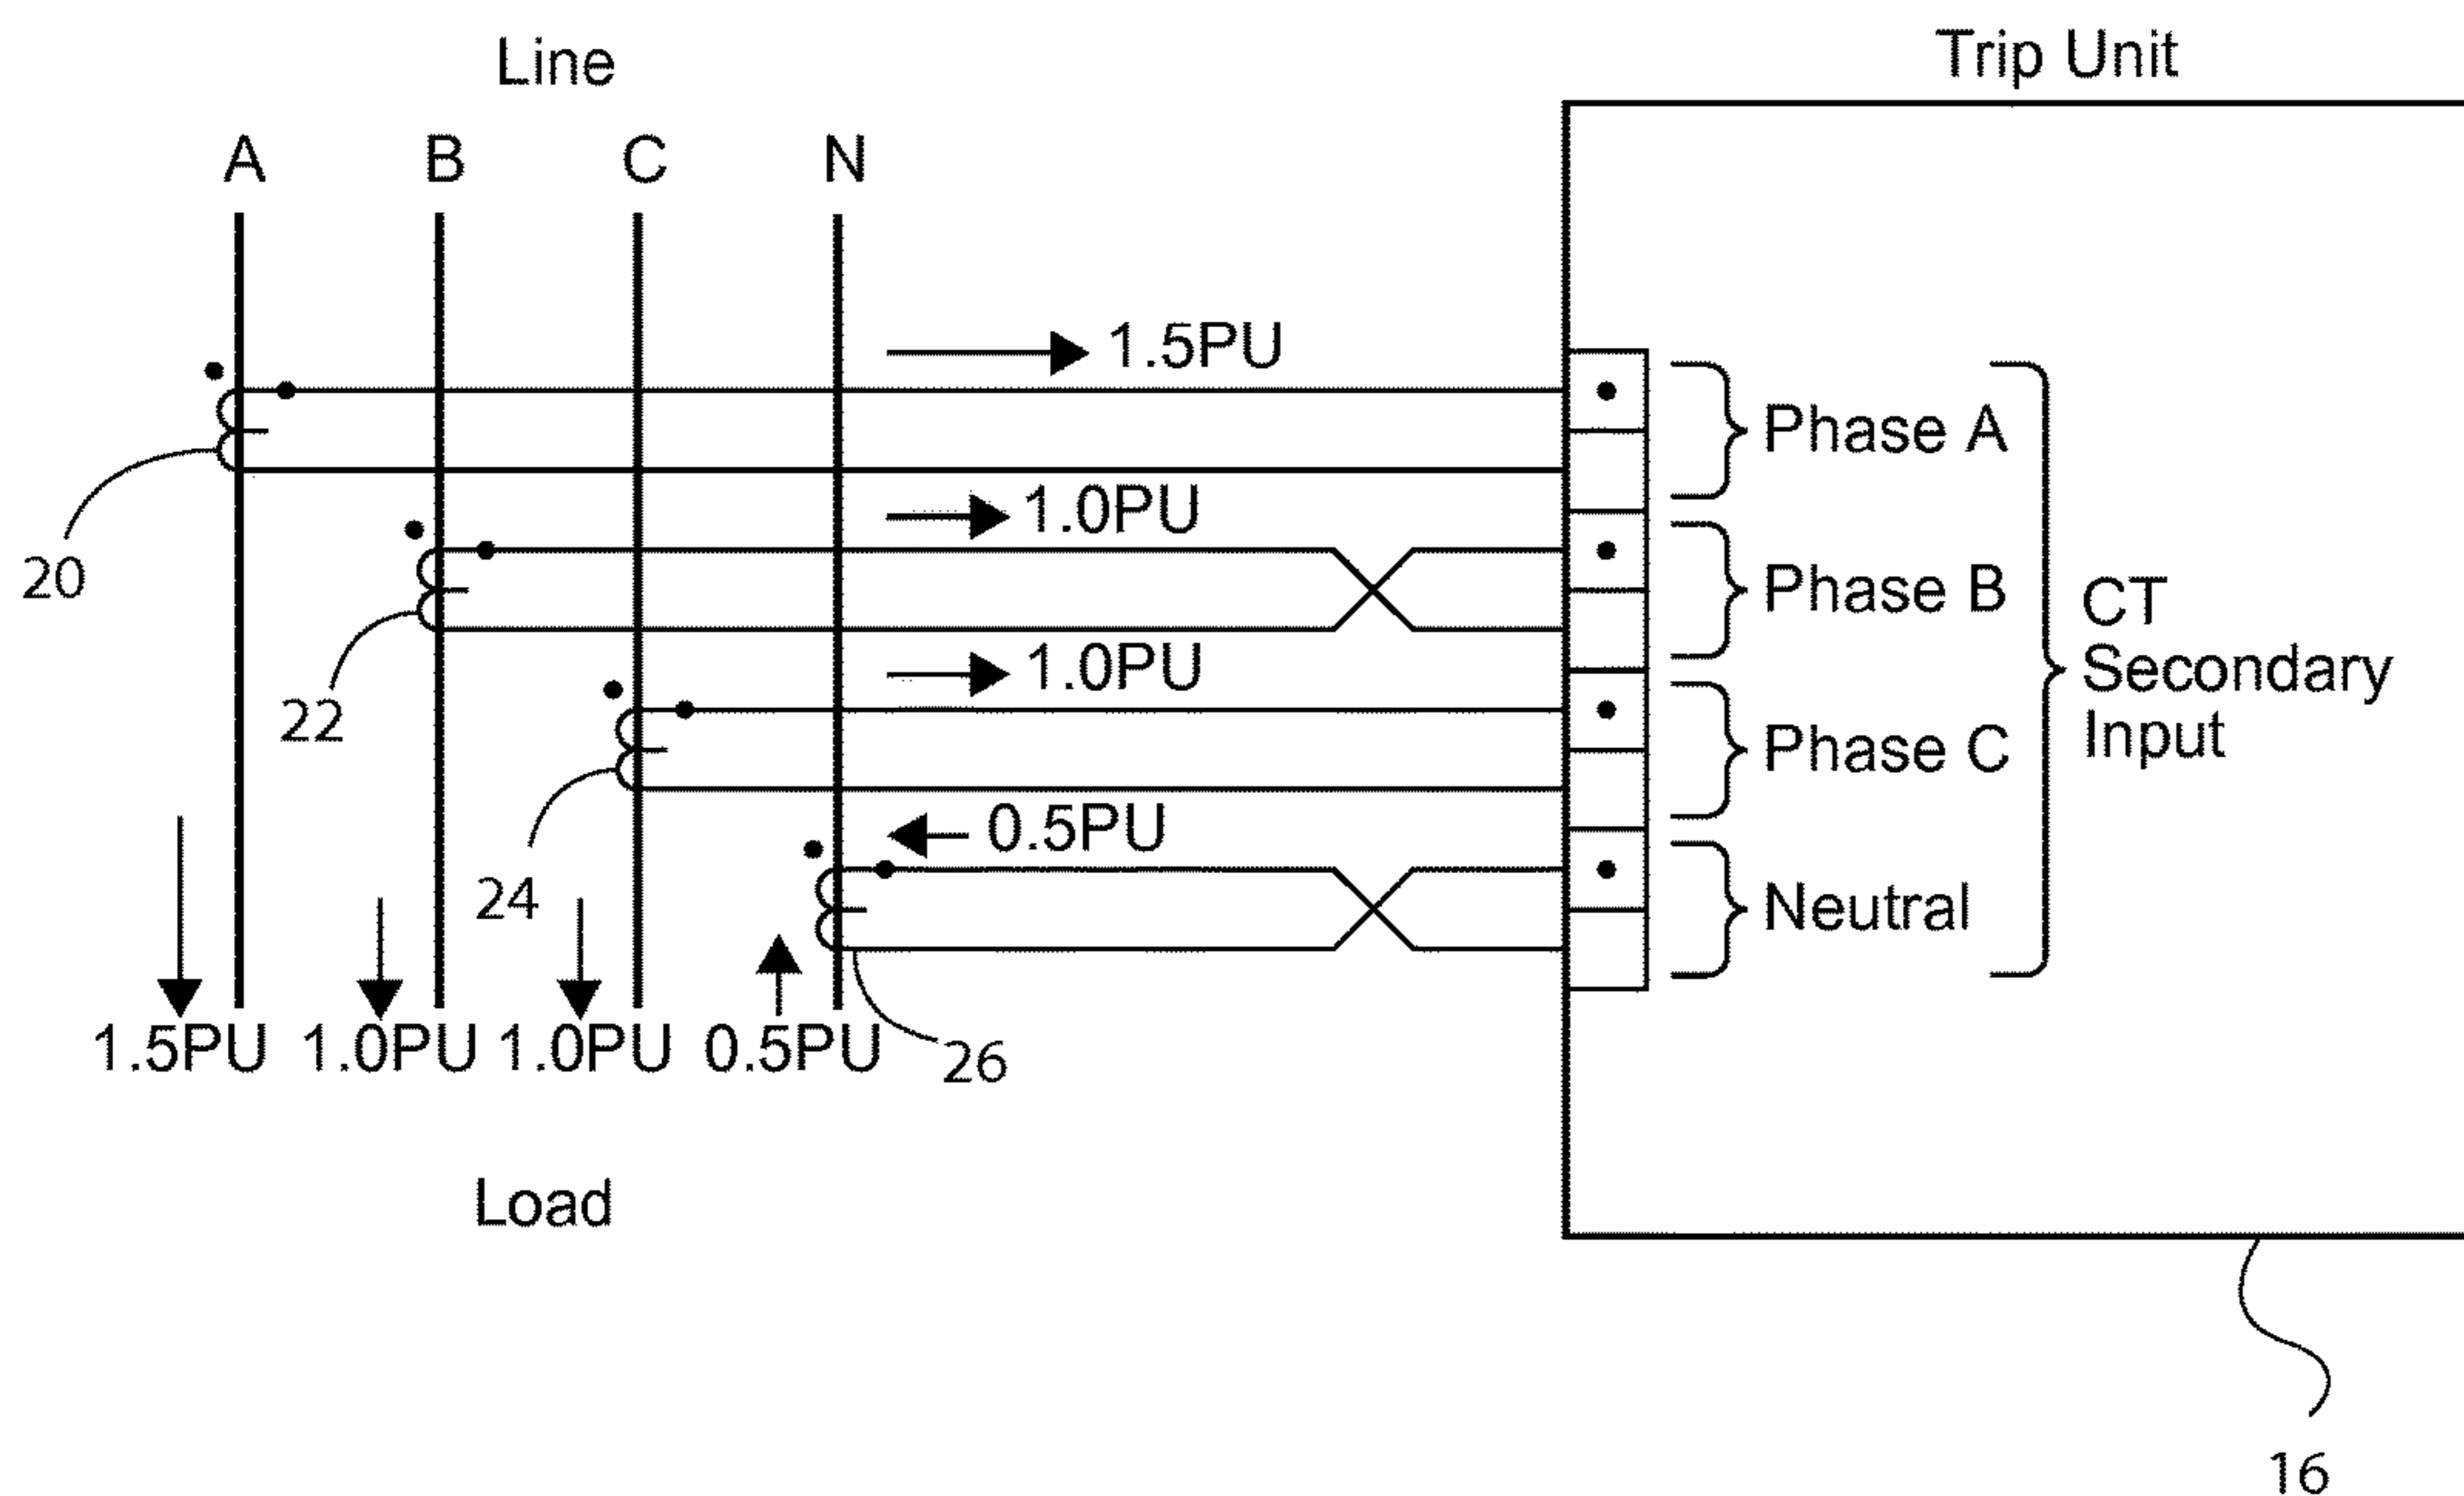 Line
Trip Unit
A B C N
1.5PU
Phase A
1.0PU
20
Phase B
CT
Secondary
Input
1.0PU
22
Phase C
0.5PU
24
Neutral
1.5PU 1.0PU 1.0PU 0.5PU
26
Load
16